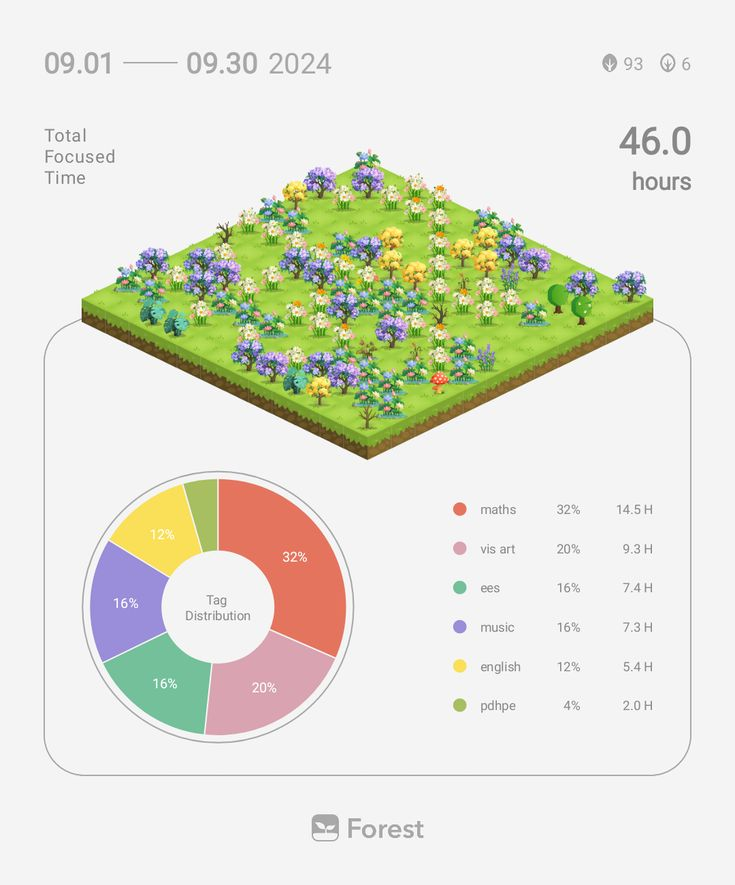 09.01 — 09.30 2024
93 6
Total
Focused
Time
46.0
hours
32%
20%
16%
16%
12%
Tag
Distribution
maths 32% 14.5 H
vis art 20% 9.3 H
ees 16% 7.4 H
music 16% 7.3 H
english 12% 5.4 H
pdhpe 4% 2.0 H
Forest